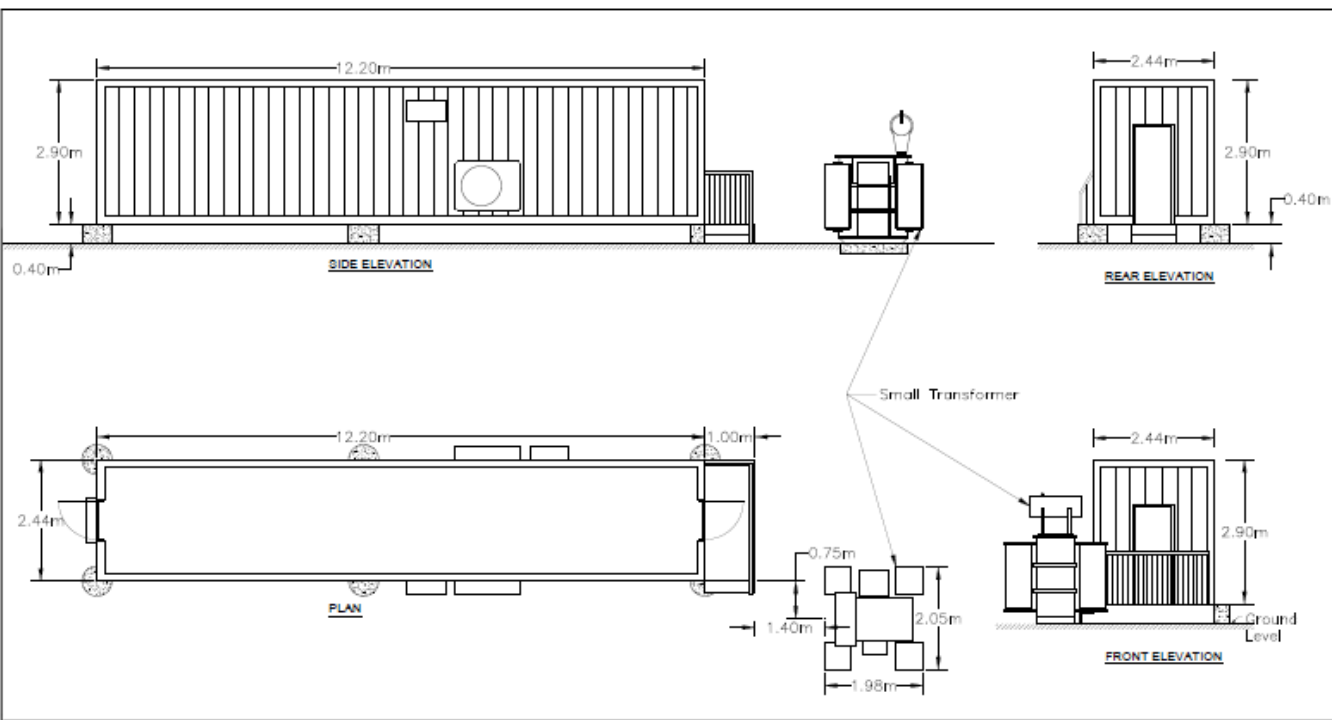 12.20m
2.44m
2.90m
2.90m
0.40m
0.40m
SIDE ELEVATION
REAR ELEVATION
Small Transformer
12.20m
1.00m
2.44m
2.44m
2.90m
0.75m
PLAN
2.05m
1.40m
Ground
Level
FRONT ELEVATION
1.98m